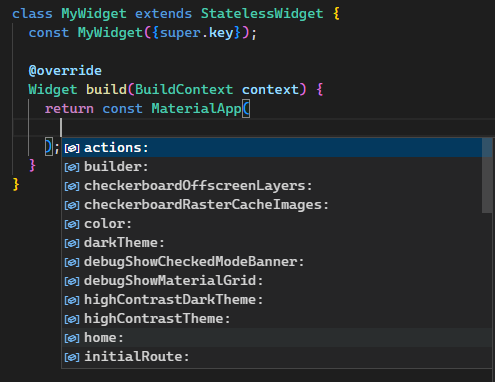 class MyWidget extends StatelessWidget {
const MyWidget({super.key});
@override
Widget build(BuildContext context) {
return const MaterialApp(
);
actions:
builder:
checkerboardOffscreenLayers:
checkerboardRasterCacheImages:
color:
darkTheme:
debugShowCheckedModeBanner:
debugShowMaterialGrid:
highContrastDarkTheme:
highContrastTheme:
home:
initialRoute:
}
}